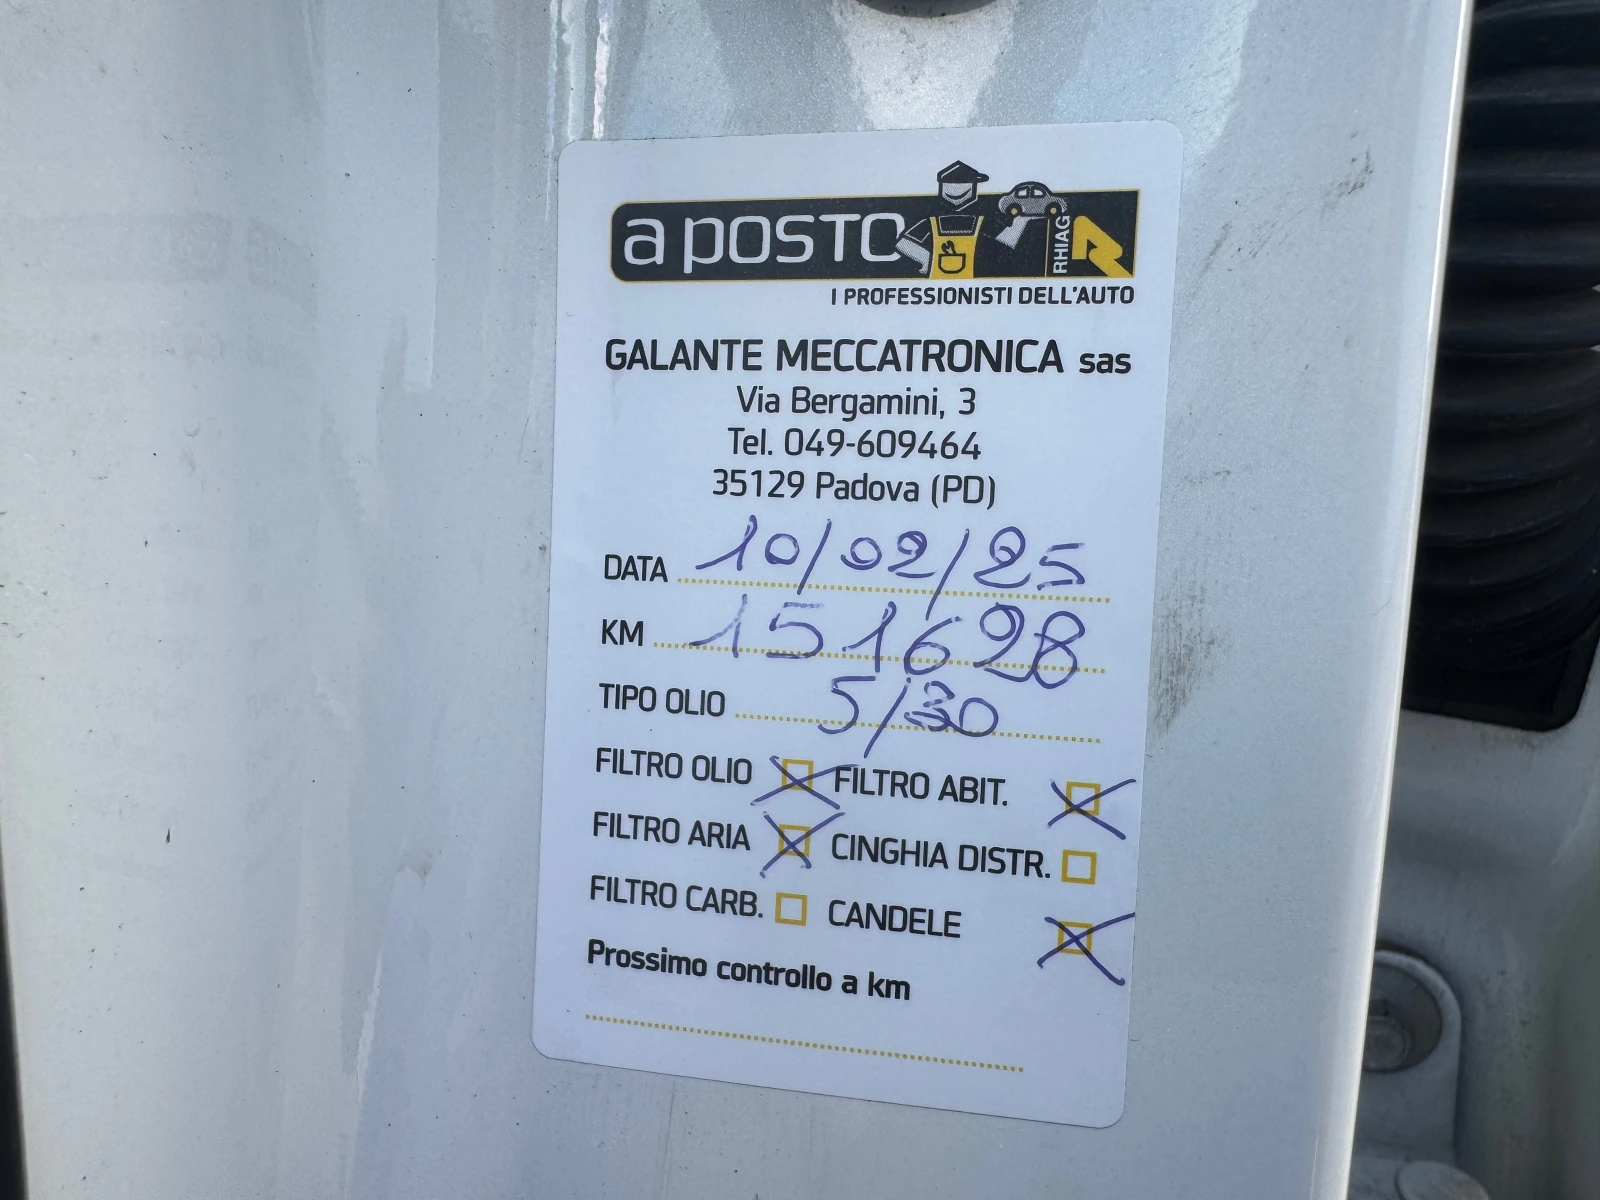 a posto
RHIAG
I PROFESSIONISTI DELL'AUTO
GALANTE MECCATRONICA sas
Via Bergamini, 3
Tel. 049-609464
35129 Padova (PD)
DATA 10/02/25
KM 151628
TIPO OLIO 5/30
FILTRO OLIO FILTRO ABIT.
FILTRO ARIA CINGHIA DISTR.
FILTRO CARB. CANDELE
Prossimo controllo a km